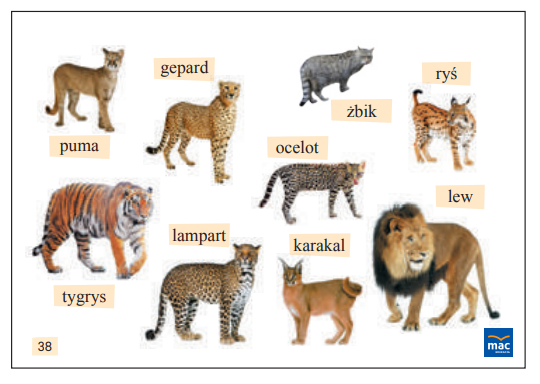 gepard
ryś
żbik
puma
ocelot
lew
lampart
karakal
tygrys
38
mac